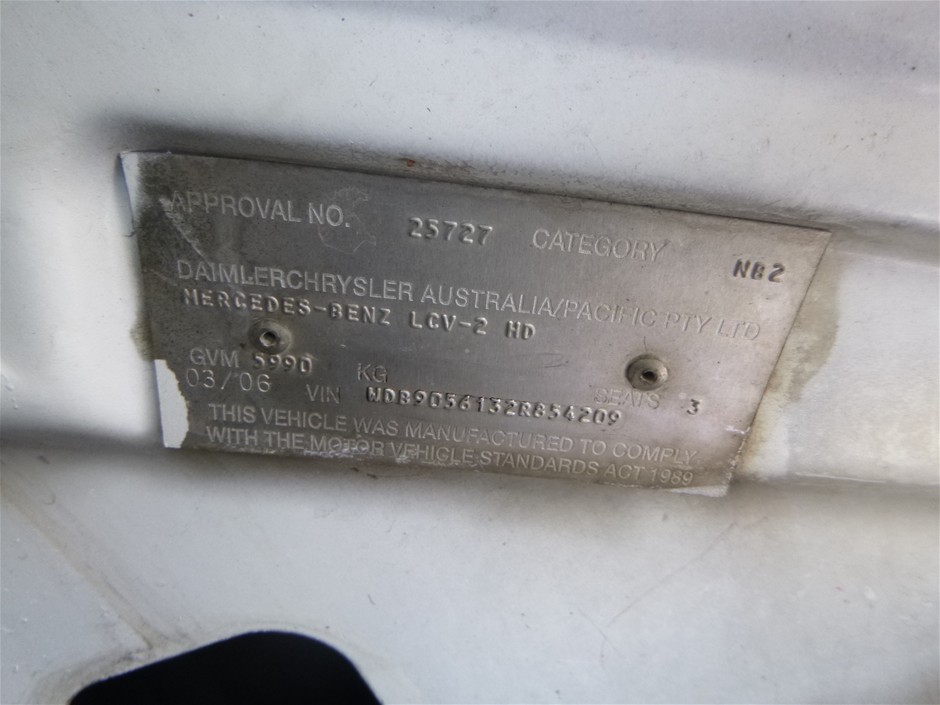 APPROVAL NO. 25727 CATEGORY NB2
DAIMLERCHRYSLER AUSTRALIA/PACIFIC PTY LTD
MERCEDES-BENZ LCV-2 HD
GVM 5990 KG SEATS 3
03/06 VIN WDB9056132R854209
THIS VEHICLE WAS MANUFACTURED TO COMPLY
WITH THE MOTOR VEHICLE STANDARDS ACT 1989